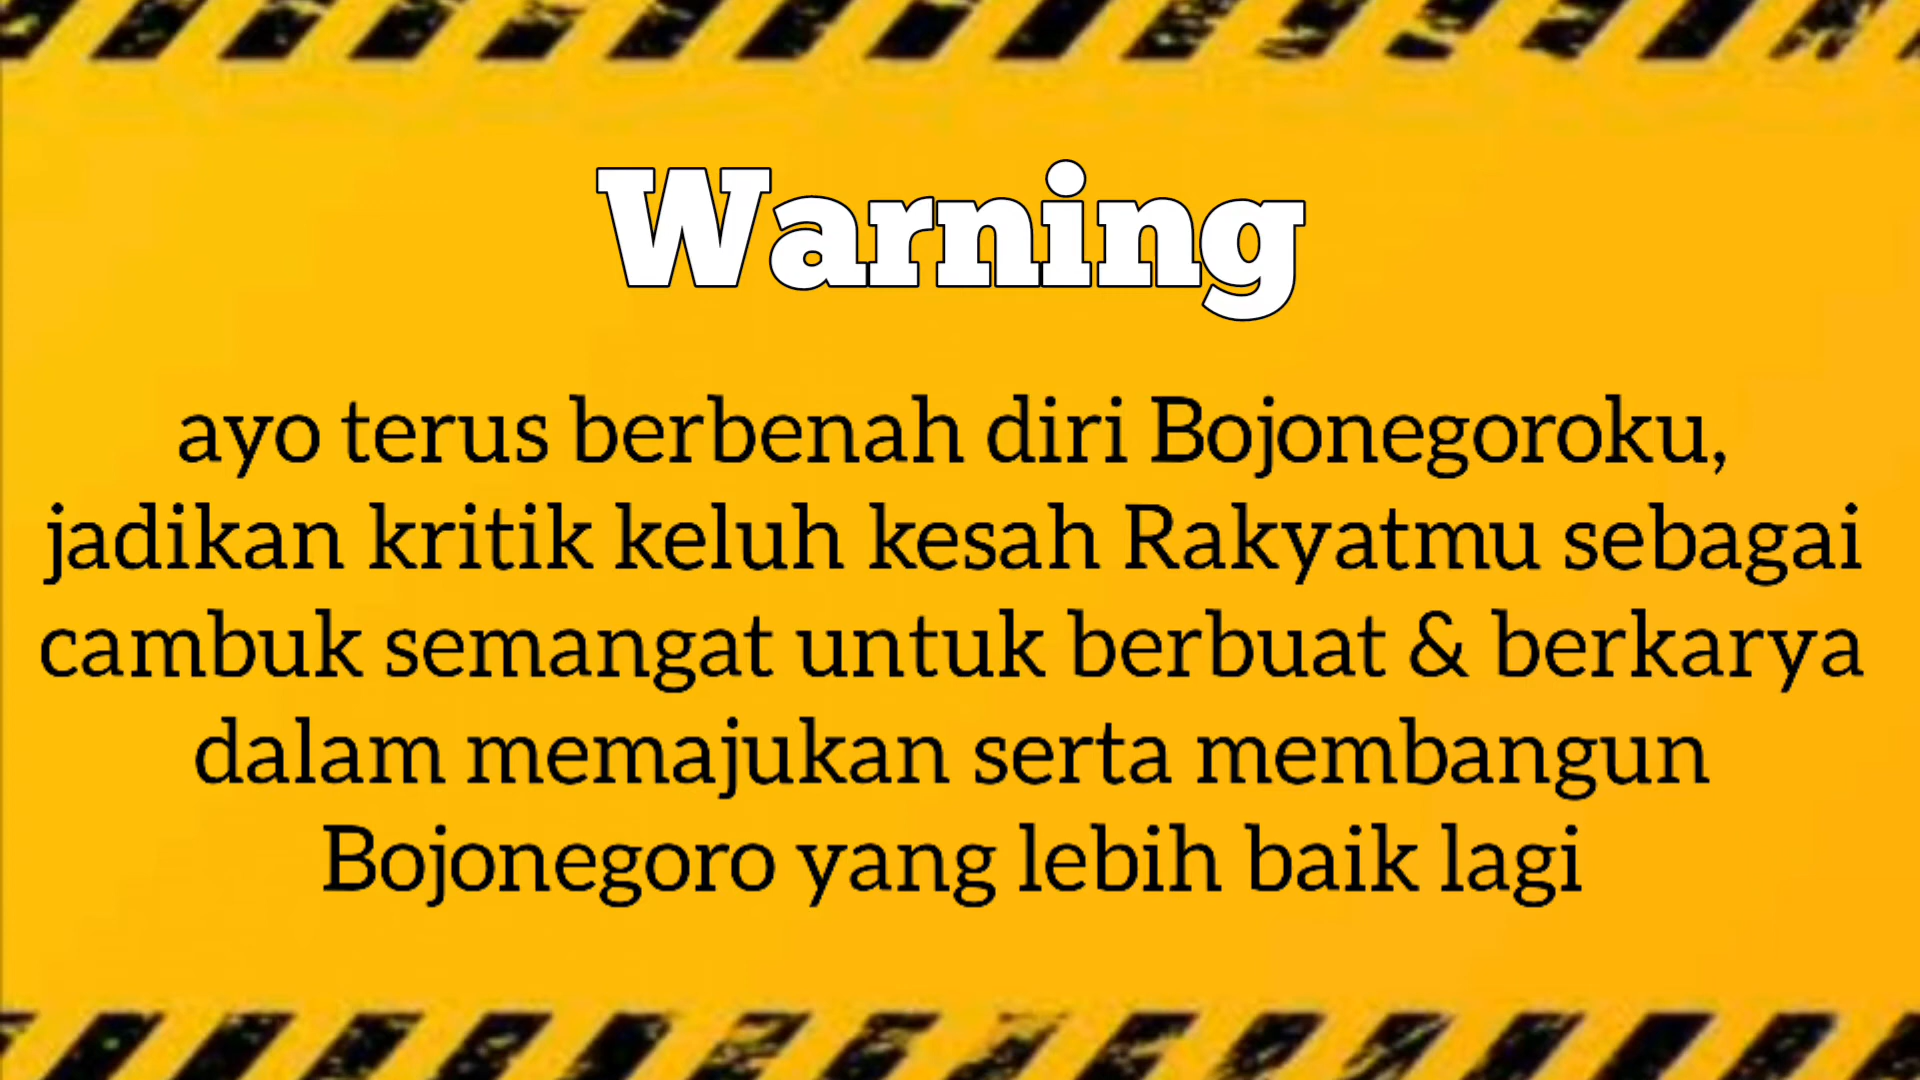 Warning
ayo terus berbenah diri Bojonegoroku,
jadikan kritik keluh kesah Rakyatmu sebagai
cambuk semangat untuk berbuat & berkarya
dalam memajukan serta membangun
Bojonegoro yang lebih baik lagi